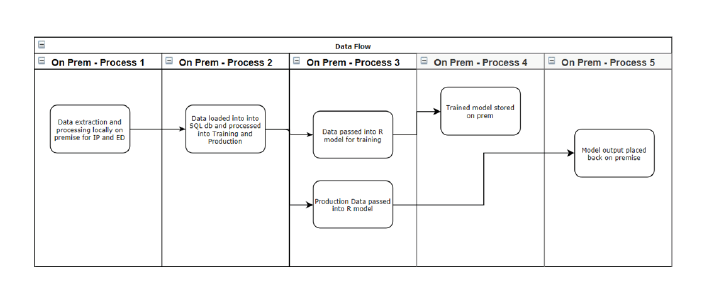 Data Flow
On Prem - Process 1
On Prem - Process 2
On Prem - Process 3
On Prem - Process 4
On Prem - Process 5
Data extraction and
processing locally on
premise for IP and ED
Data loaded into into
SQL db and processed
into Training and
Production
Data passed into R
model for training
Production Data passed
into R model
Trained model stored
on prem
Model output placed
back on premise